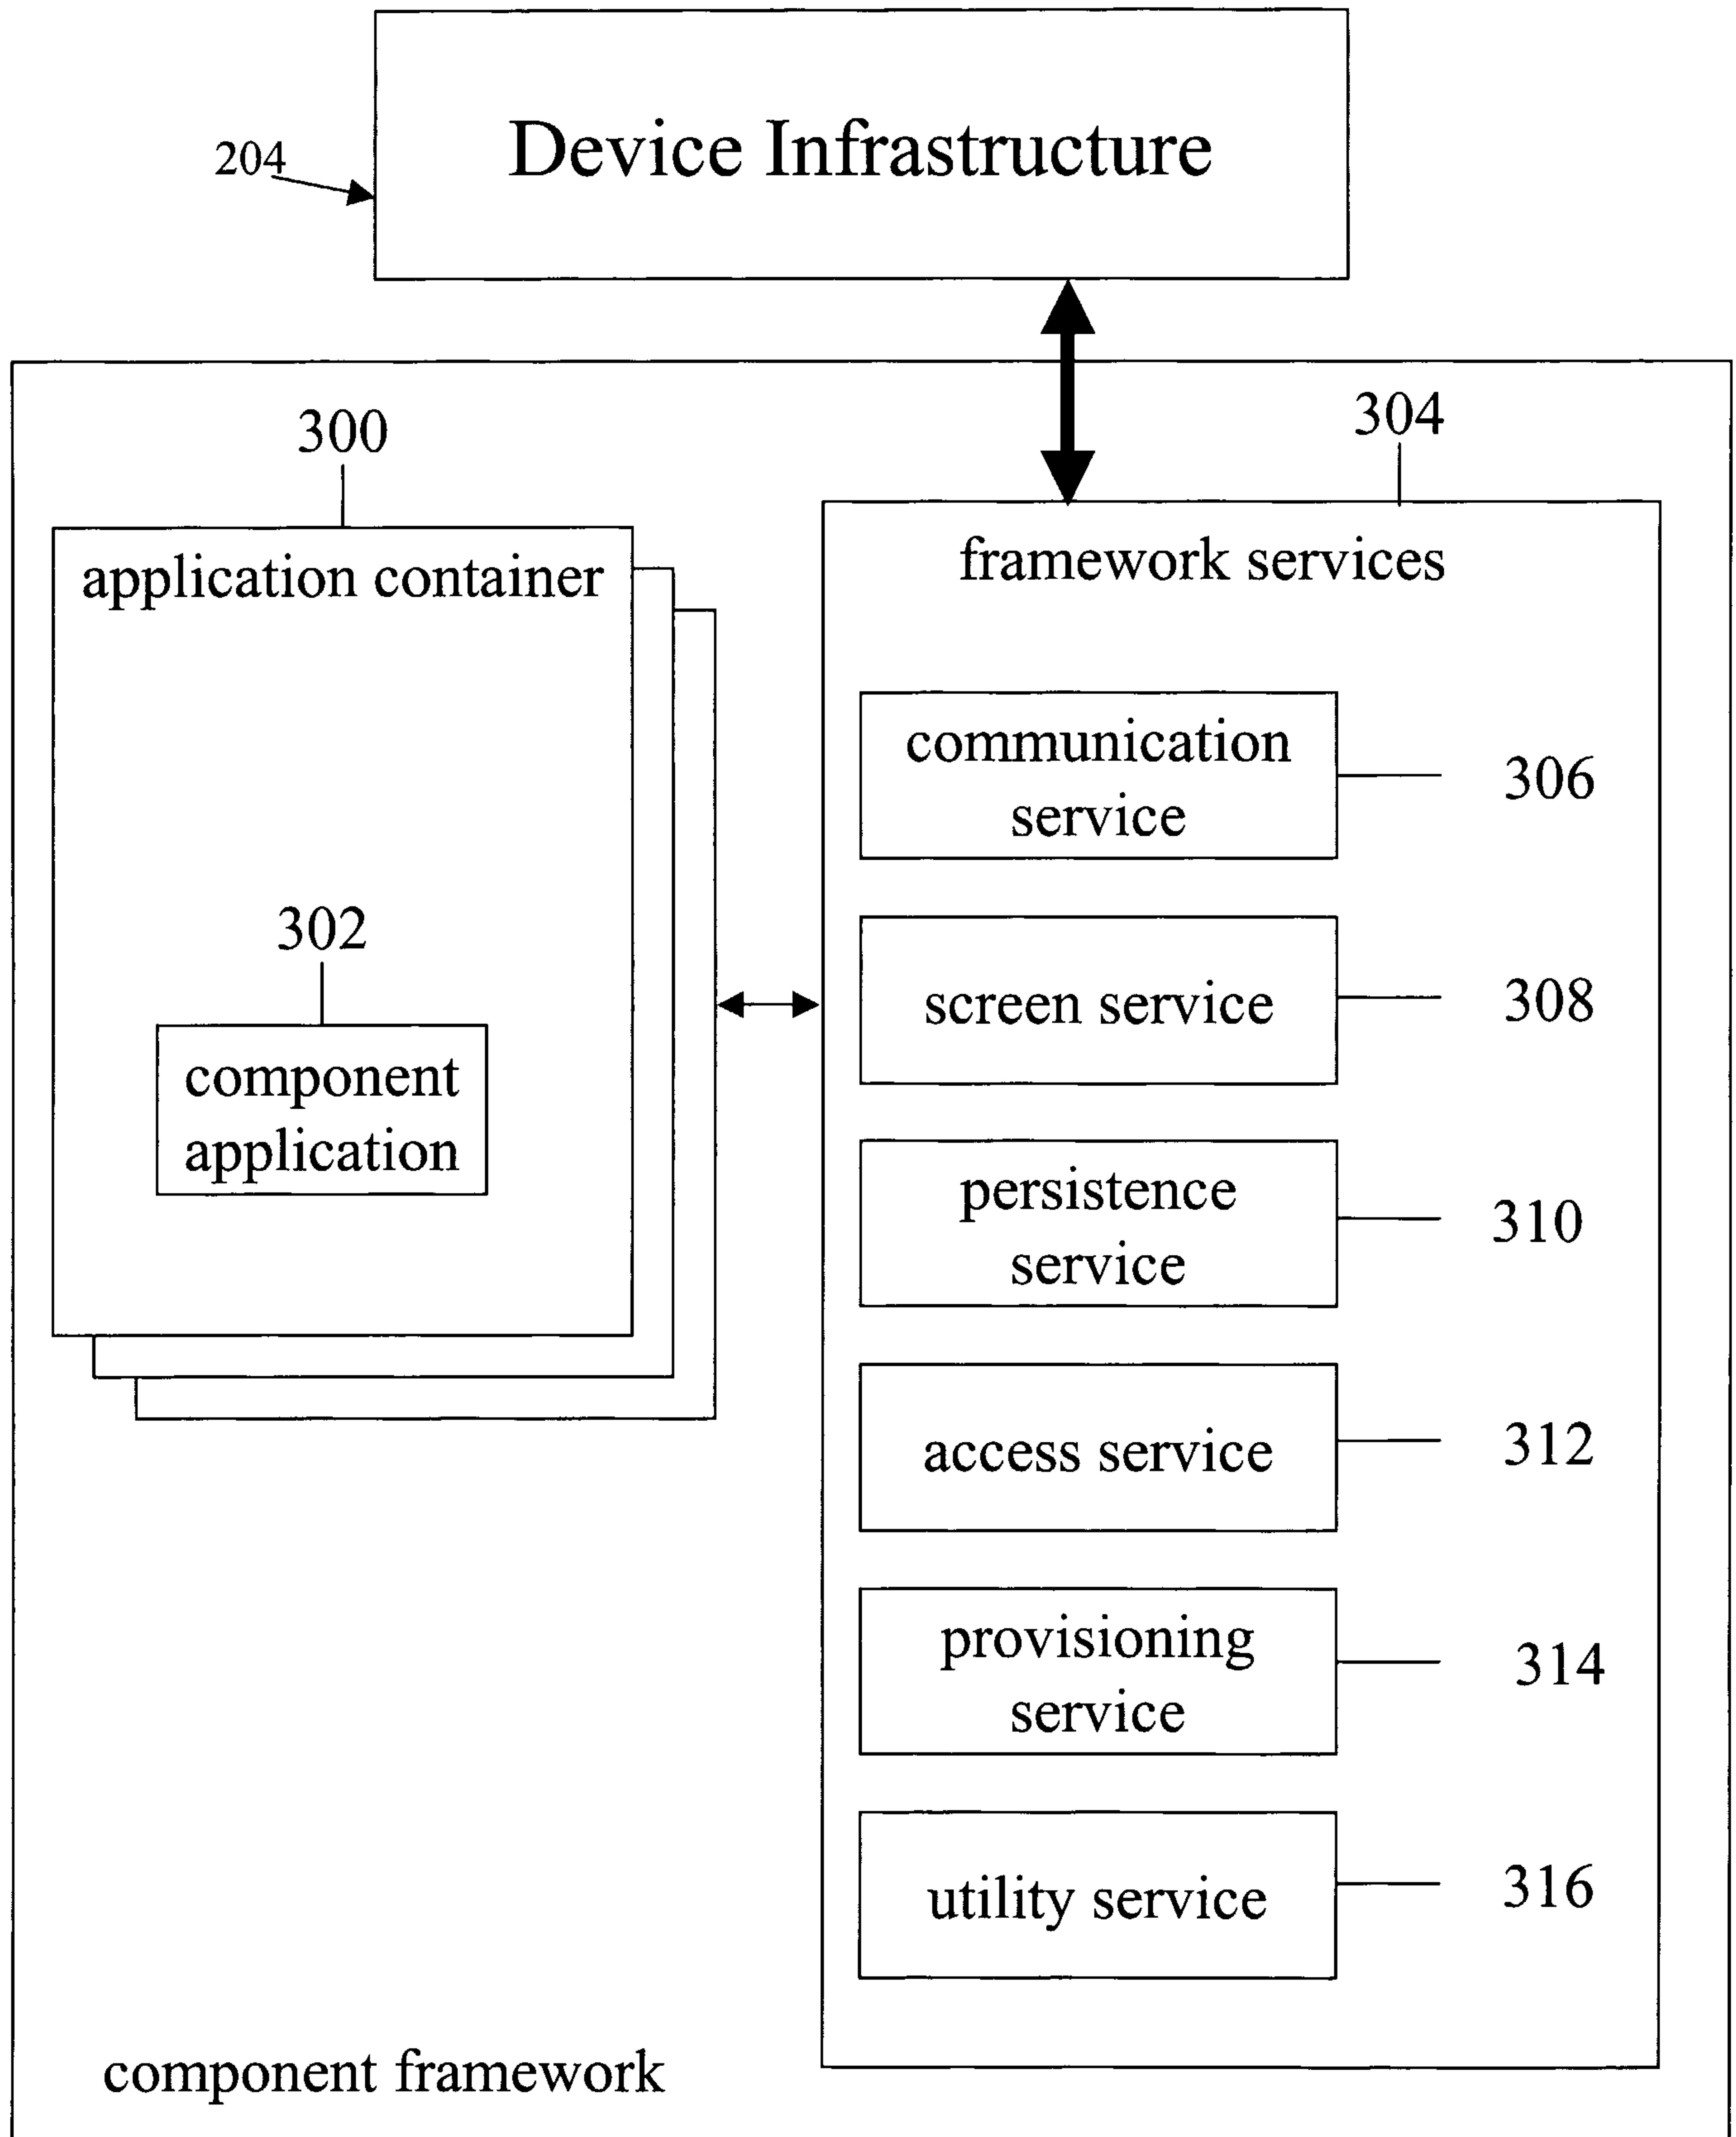 Device Infrastructure
204
300
304
application container
framework services
communication
service
306
302
screen service
308
component
application
persistence
service
310
access service
312
provisioning
service
314
utility service
316
component framework